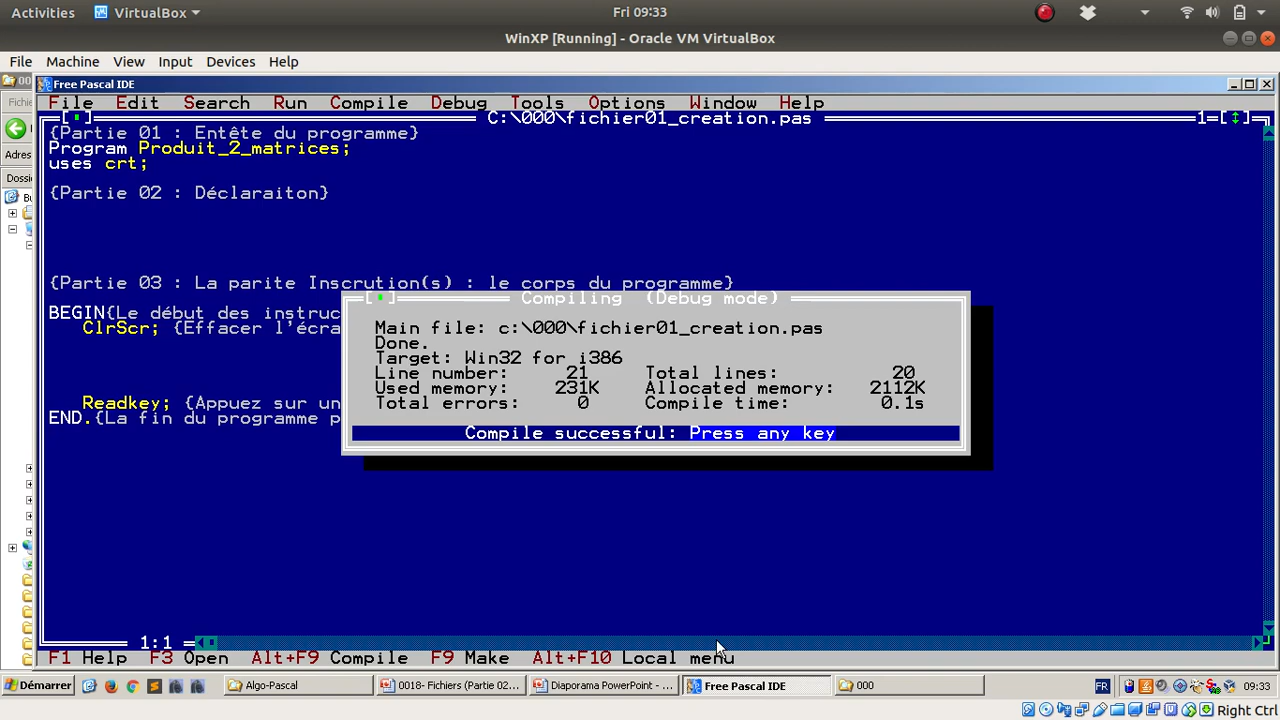 Activities VirtualBox Fri 09:33
WinXP [Running] - Oracle VM VirtualBox
File Machine View Input Devices Help
Free Pascal IDE
File Edit Search Run Compile Debug Tools Options Window Help
C:\000\fichier01_creation.pas 1
{Partie 01 : Entête du programme}
Program Produit_2_matrices;
uses crt;
{Partie 02 : Déclaraiton}
{Partie 03 : La parite Inscrution(s) : le corps du programme}
BEGIN{Le début des instruc
ClrScr; {Effacer l'écra
Readkey; {Appuez sur un
END.{La fin du programme p
Compiling (Debug mode)
Main file: c:\000\fichier01_creation.pas
Done.
Target: Win32 for i386
Line number: 21 Total lines: 20
Used memory: 231K Allocated memory: 2112K
Total errors: 0 Compile time: 0.1s
Compile successful: Press any key
1:1
F1 Help F3 Open Alt+F9 Compile F9 Make Alt+F10 Local menu
00
Fichie
Adres
Dossi
Bu
Démarrer Algo-Pascal 0018- Fichiers (Partie 02... Diaporama PowerPoint - ... Free Pascal IDE 000 FR 09:33
Right Ctrl